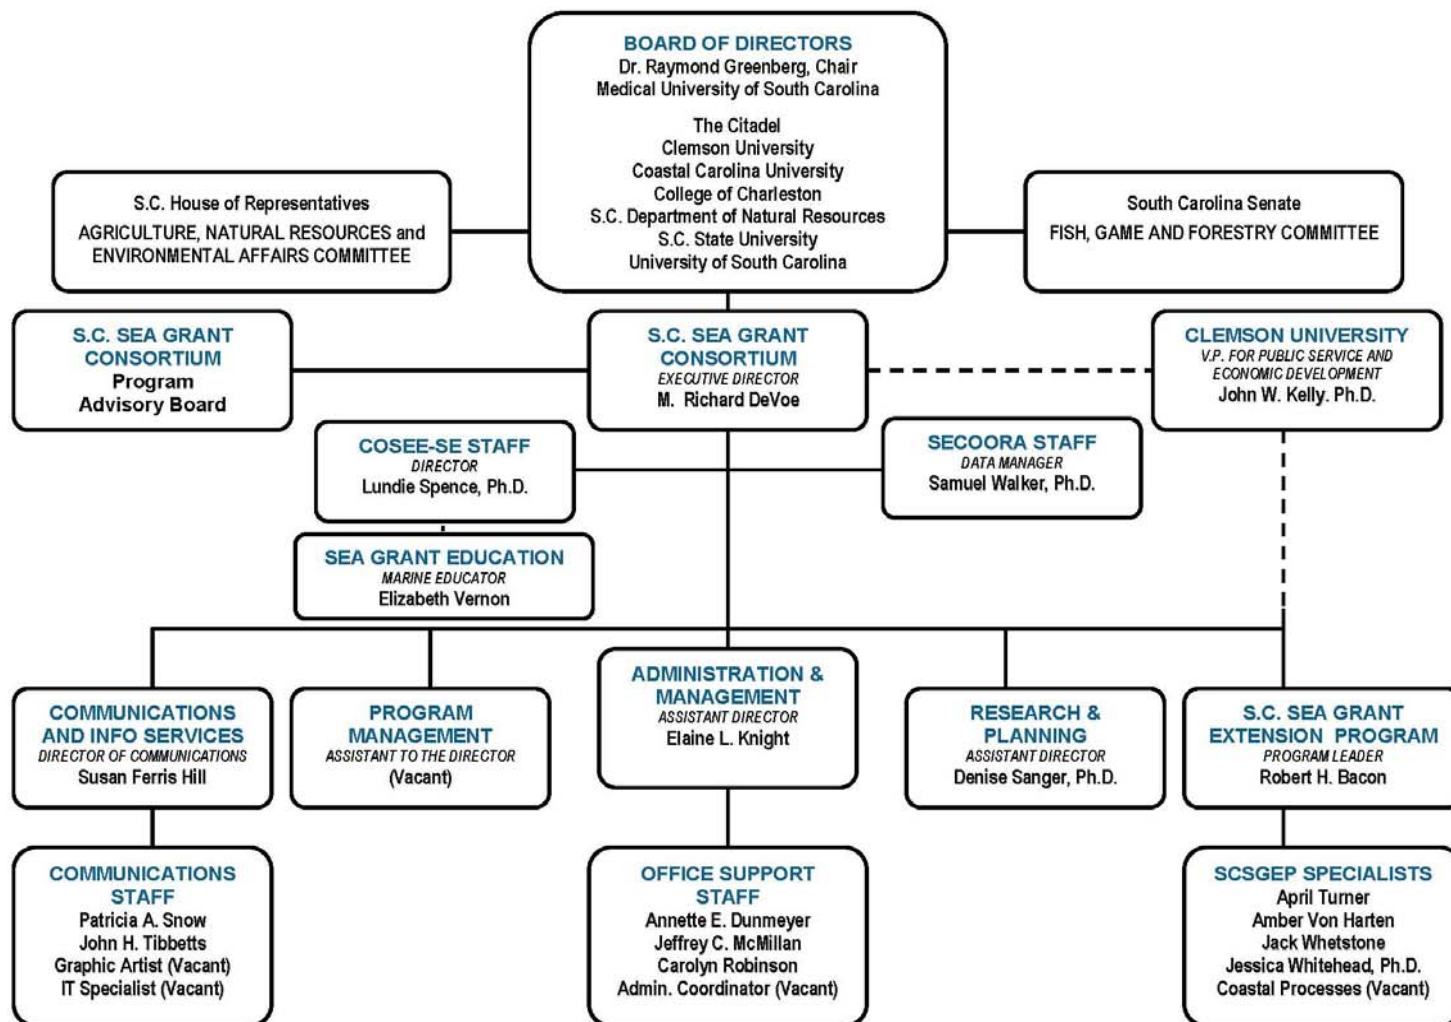 BOARD OF DIRECTORS
Dr. Raymond Greenberg, Chair
Medical University of South Carolina
The Citadel
Clemson University
Coastal Carolina University
College of Charleston
S.C. Department of Natural Resources
S.C. State University
University of South Carolina
S.C. House of Representatives
AGRICULTURE, NATURAL RESOURCES and
ENVIRONMENTAL AFFAIRS COMMITTEE
South Carolina Senate
FISH, GAME AND FORESTRY COMMITTEE
S.C. SEA GRANT
CONSORTIUM
Program
Advisory Board
S.C. SEA GRANT
CONSORTIUM
EXECUTIVE DIRECTOR
M. Richard DeVoe
CLEMSON UNIVERSITY
V.P. FOR PUBLIC SERVICE AND
ECONOMIC DEVELOPMENT
John W. Kelly. Ph.D.
COSEE-SE STAFF
DIRECTOR
Lundie Spence, Ph.D.
SECOORA STAFF
DATA MANAGER
Samuel Walker, Ph.D.
SEA GRANT EDUCATION
MARINE EDUCATOR
Elizabeth Vernon
COMMUNICATIONS
AND INFO SERVICES
DIRECTOR OF COMMUNICATIONS
Susan Ferris Hill
PROGRAM
MANAGEMENT
ASSISTANT TO THE DIRECTOR
(Vacant)
ADMINISTRATION &
MANAGEMENT
ASSISTANT DIRECTOR
Elaine L. Knight
RESEARCH &
PLANNING
ASSISTANT DIRECTOR
Denise Sanger, Ph.D.
S.C. SEA GRANT
EXTENSION PROGRAM
PROGRAM LEADER
Robert H. Bacon
COMMUNICATIONS
STAFF
Patricia A. Snow
John H. Tibbetts
Graphic Artist (Vacant)
IT Specialist (Vacant)
OFFICE SUPPORT
STAFF
Annette E. Dunmeyer
Jeffrey C. McMillan
Carolyn Robinson
Admin. Coordinator (Vacant)
SCSGEP SPECIALISTS
April Turner
Amber Von Harten
Jack Whetstone
Jessica Whitehead, Ph.D.
Coastal Processes (Vacant)